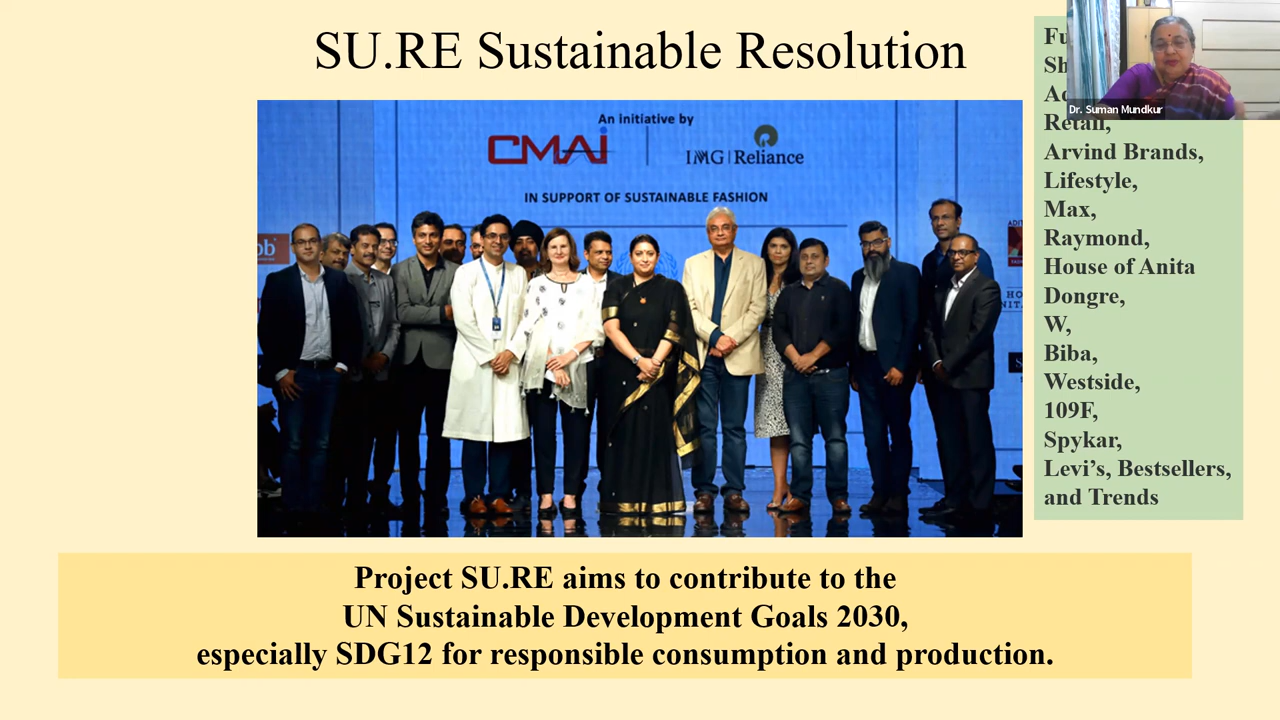 SU.RE Sustainable Resolution
An initiative by
CMAI
IMG | Reliance
IN SUPPORT OF SUSTAINABLE FASHION
Dr. Suman Mundkur
Retail,
Arvind Brands,
Lifestyle,
Max,
Raymond,
House of Anita
Dongre,
W,
Biba,
Westside,
109F,
Spykar,
Levi’s, Bestsellers,
and Trends
Project SU.RE aims to contribute to the
UN Sustainable Development Goals 2030,
especially SDG12 for responsible consumption and production.